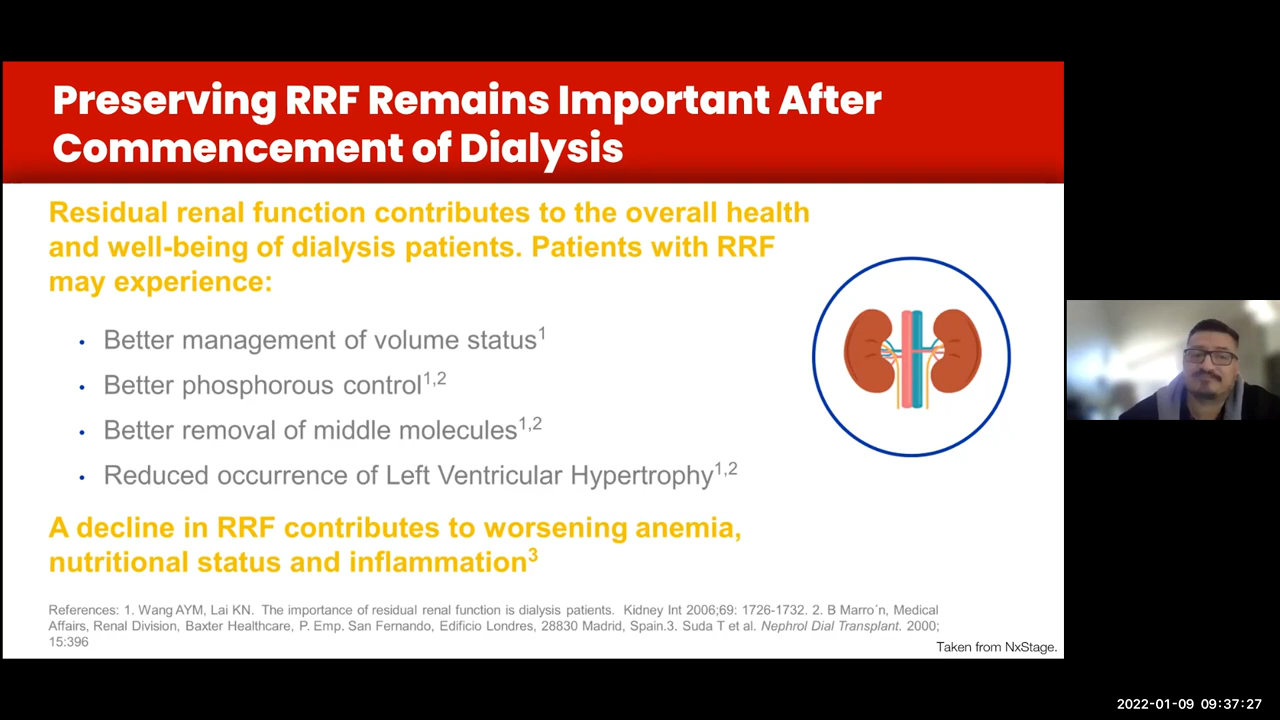 Preserving RRF Remains Important After
Commencement of Dialysis
Residual renal function contributes to the overall health
and well-being of dialysis patients. Patients with RRF
may experience:
• Better management of volume status1
• Better phosphorous control1,2
• Better removal of middle molecules1,2
• Reduced occurrence of Left Ventricular Hypertrophy1,2
A decline in RRF contributes to worsening anemia,
nutritional status and inflammation3
References: 1. Wang AYM, Lai KN. The importance of residual renal function is dialysis patients. Kidney Int 2006;69: 1726-1732. 2. B Marro´n, Medical
Affairs, Renal Division, Baxter Healthcare, P. Emp. San Fernando, Edificio Londres, 28830 Madrid, Spain.3. Suda T et al. Nephrol Dial Transplant. 2000;
15:396
Taken from NxStage.
2022-01-09 09:37:27